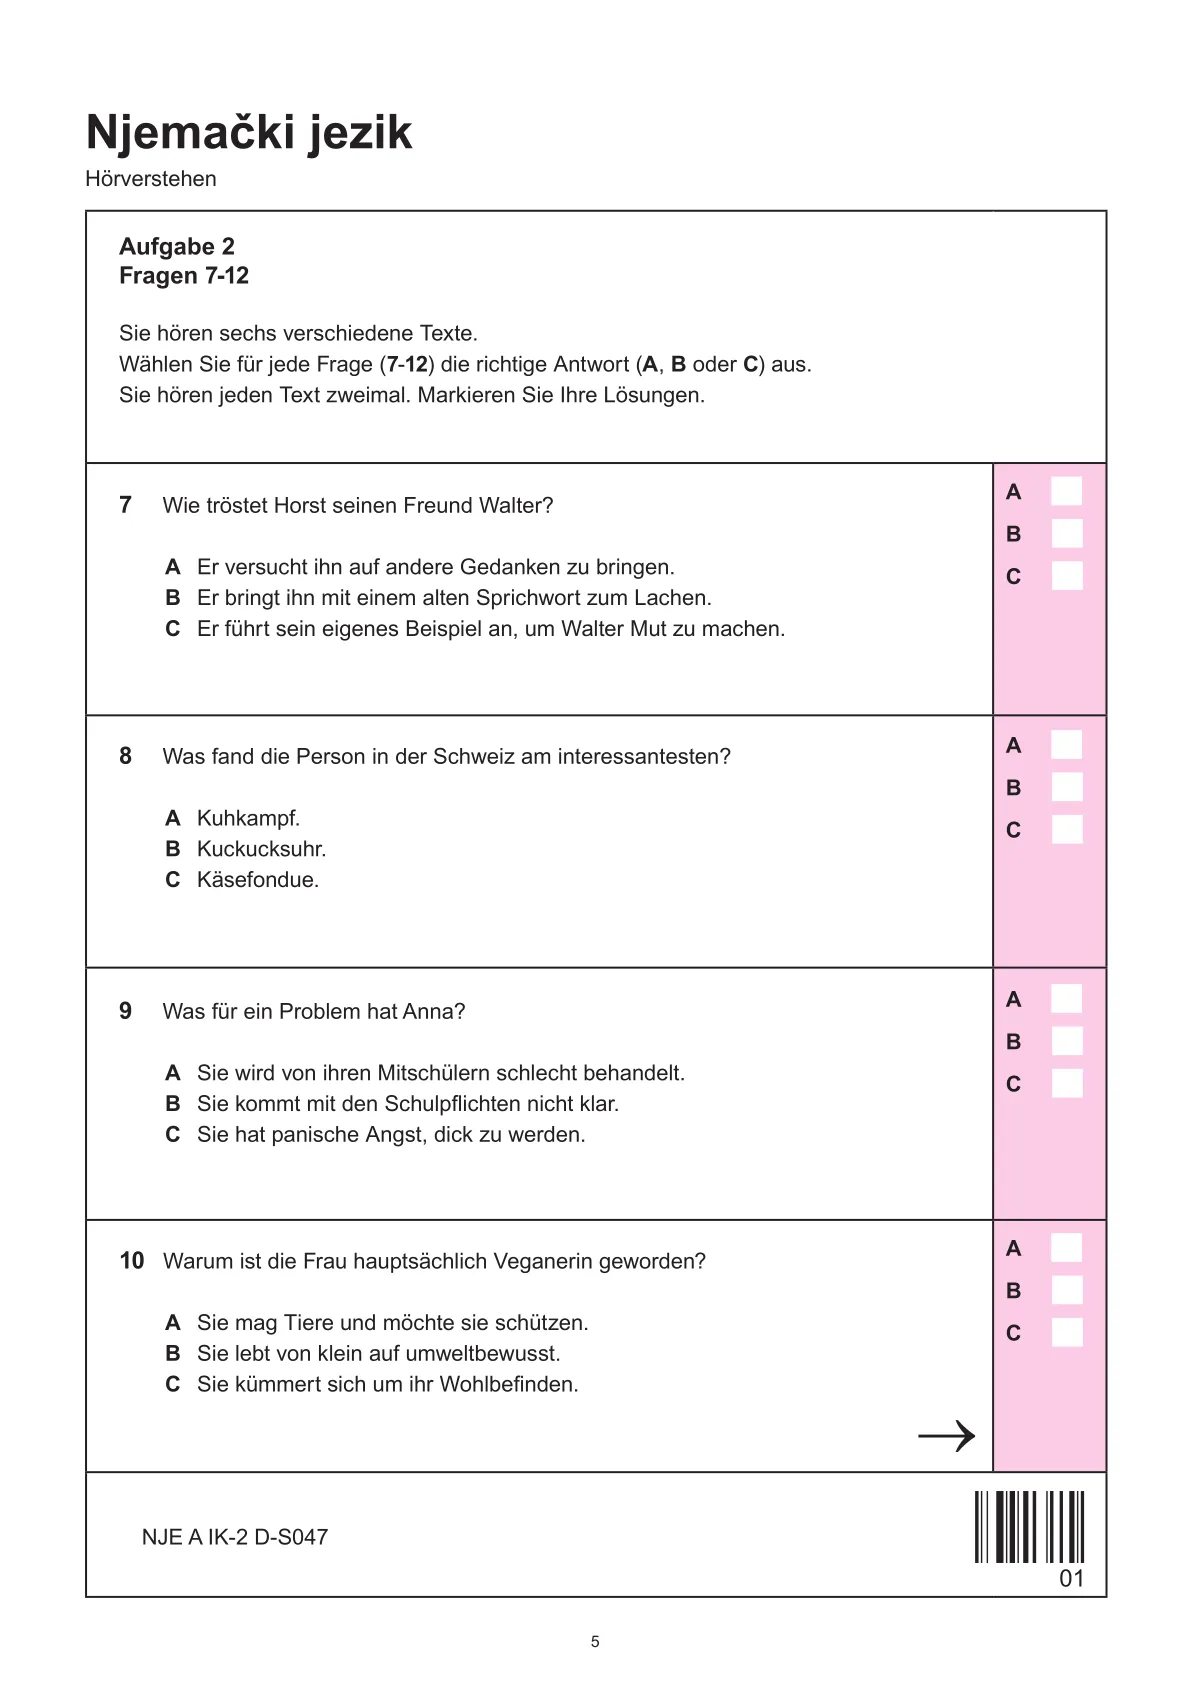 Njemački jezik
Hörverstehen
Aufgabe 2
Fragen 7-12
Sie hören sechs verschiedene Texte.
Wählen Sie für jede Frage (7-12) die richtige Antwort (A, B oder C) aus.
Sie hören jeden Text zweimal. Markieren Sie Ihre Lösungen.
7 Wie tröstet Horst seinen Freund Walter?
A Er versucht ihn auf andere Gedanken zu bringen.
B Er bringt ihn mit einem alten Sprichwort zum Lachen.
C Er führt sein eigenes Beispiel an, um Walter Mut zu machen.
A
B
C
8 Was fand die Person in der Schweiz am interessantesten?
A Kuhkampf.
B Kuckucksuhr.
C Käsefondue.
A
B
C
9 Was für ein Problem hat Anna?
A Sie wird von ihren Mitschülern schlecht behandelt.
B Sie kommt mit den Schulpflichten nicht klar.
C Sie hat panische Angst, dick zu werden.
A
B
C
10 Warum ist die Frau hauptsächlich Veganerin geworden?
A Sie mag Tiere und möchte sie schützen.
B Sie lebt von klein auf umweltbewusst.
C Sie kümmert sich um ihr Wohlbefinden.
A
B
C
NJE A IK-2 D-S047
01
5